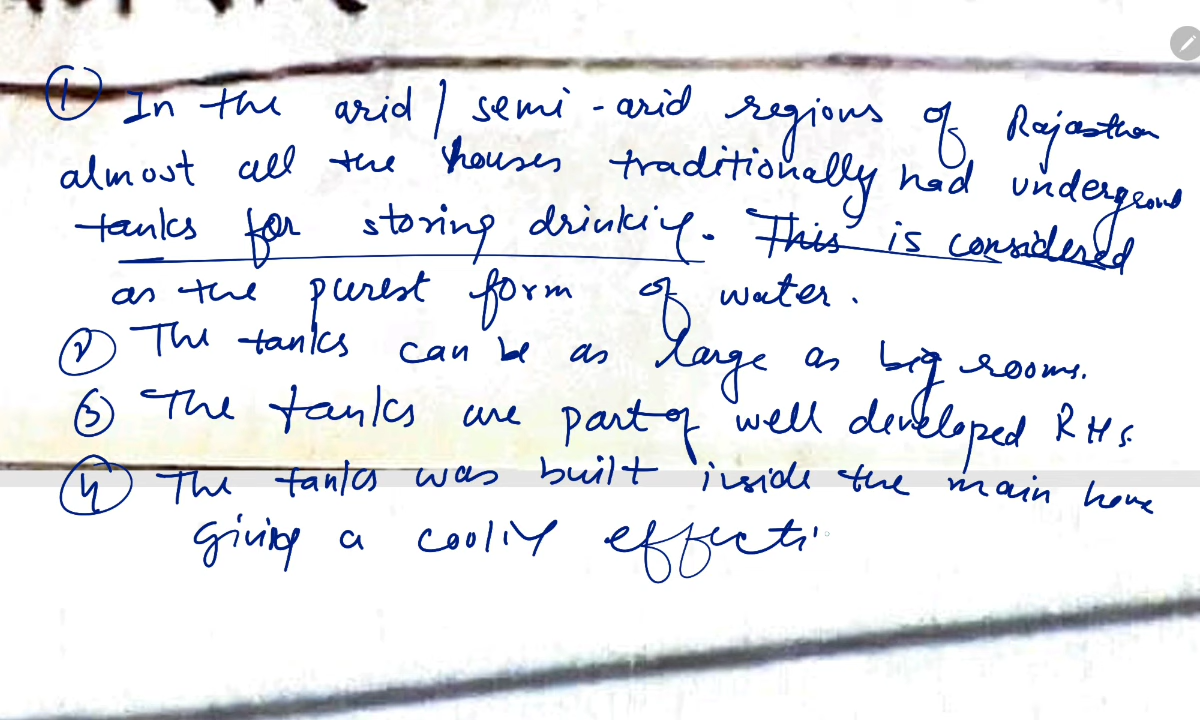 ① In the arid / semi-arid regions of Rajasthan
almost all the houses traditionally had underground
tanks for storing drinking. This is considered
as the purest form of water.
② The tanks can be as large as big rooms.
③ The tanks are part of well developed RHs.
④ The tanks was built inside the main house
giving a cooling effect.